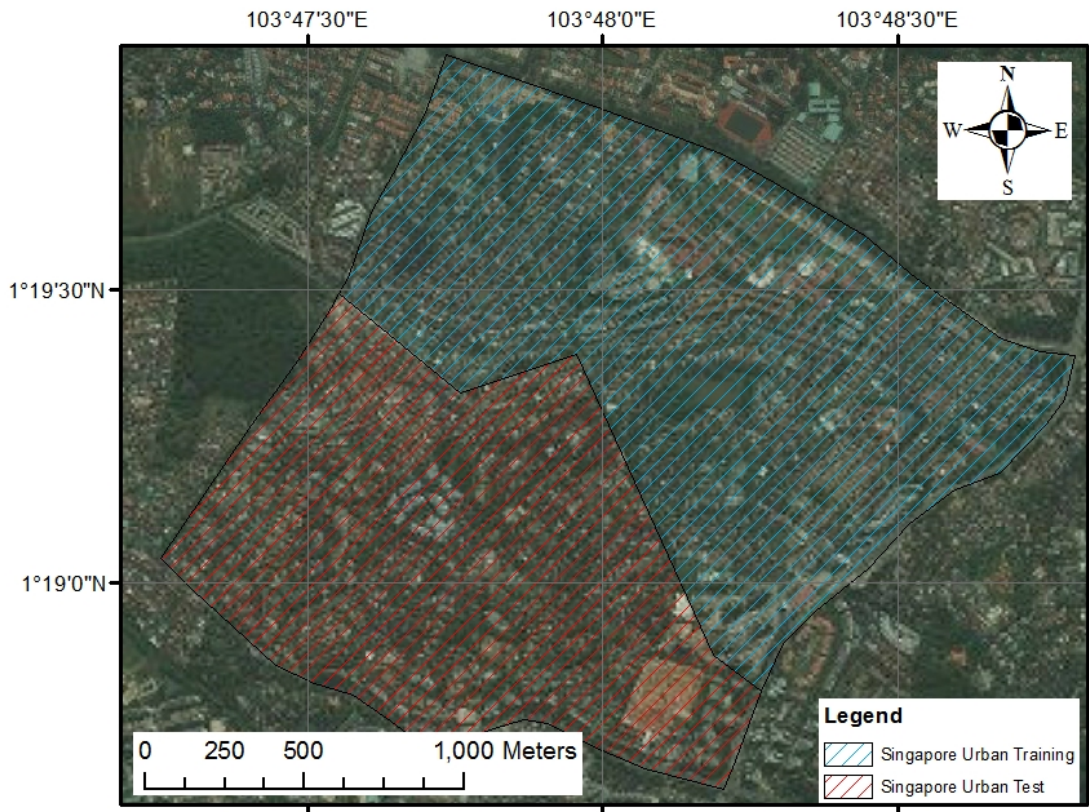 103°47'30"E 103°48'0"E 103°48'30"E
N
W E
S
1°19'30"N
1°19'0"N
0 250 500 1,000 Meters
Legend
Singapore Urban Training
Singapore Urban Test